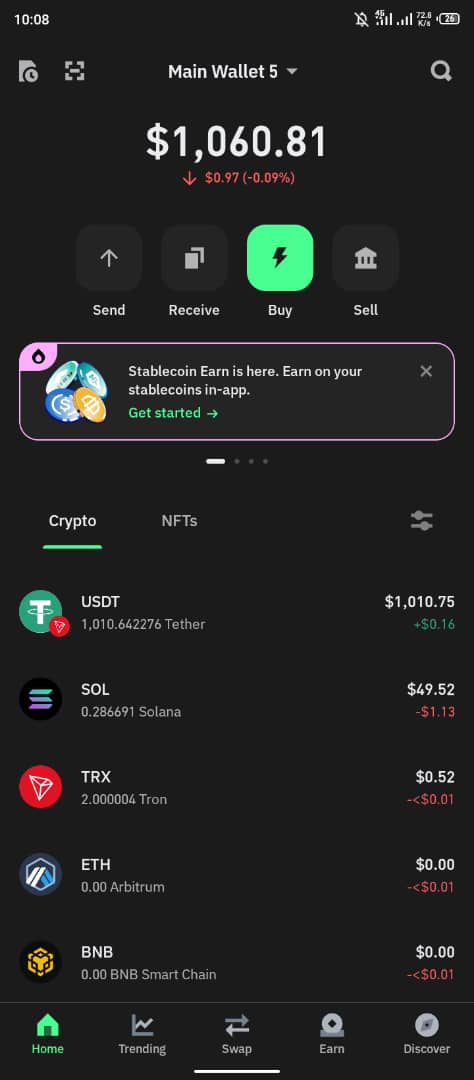 10:08
4G
72.8
K/s
26
Main Wallet 5
$1,060.81
$0.97 (-0.09%)
Send
Receive
Buy
Sell
Stablecoin Earn is here. Earn on your
stablecoins in-app.
Get started →
Crypto
NFTs
USDT
$1,010.75
1,010.642276 Tether
+$0.16
SOL
$49.52
0.286691 Solana
-$1.13
TRX
$0.52
2.000004 Tron
-<$0.01
ETH
$0.00
0.00 Arbitrum
-<$0.01
BNB
$0.00
0.00 BNB Smart Chain
-<$0.01
Home
Trending
Swap
Earn
Discover